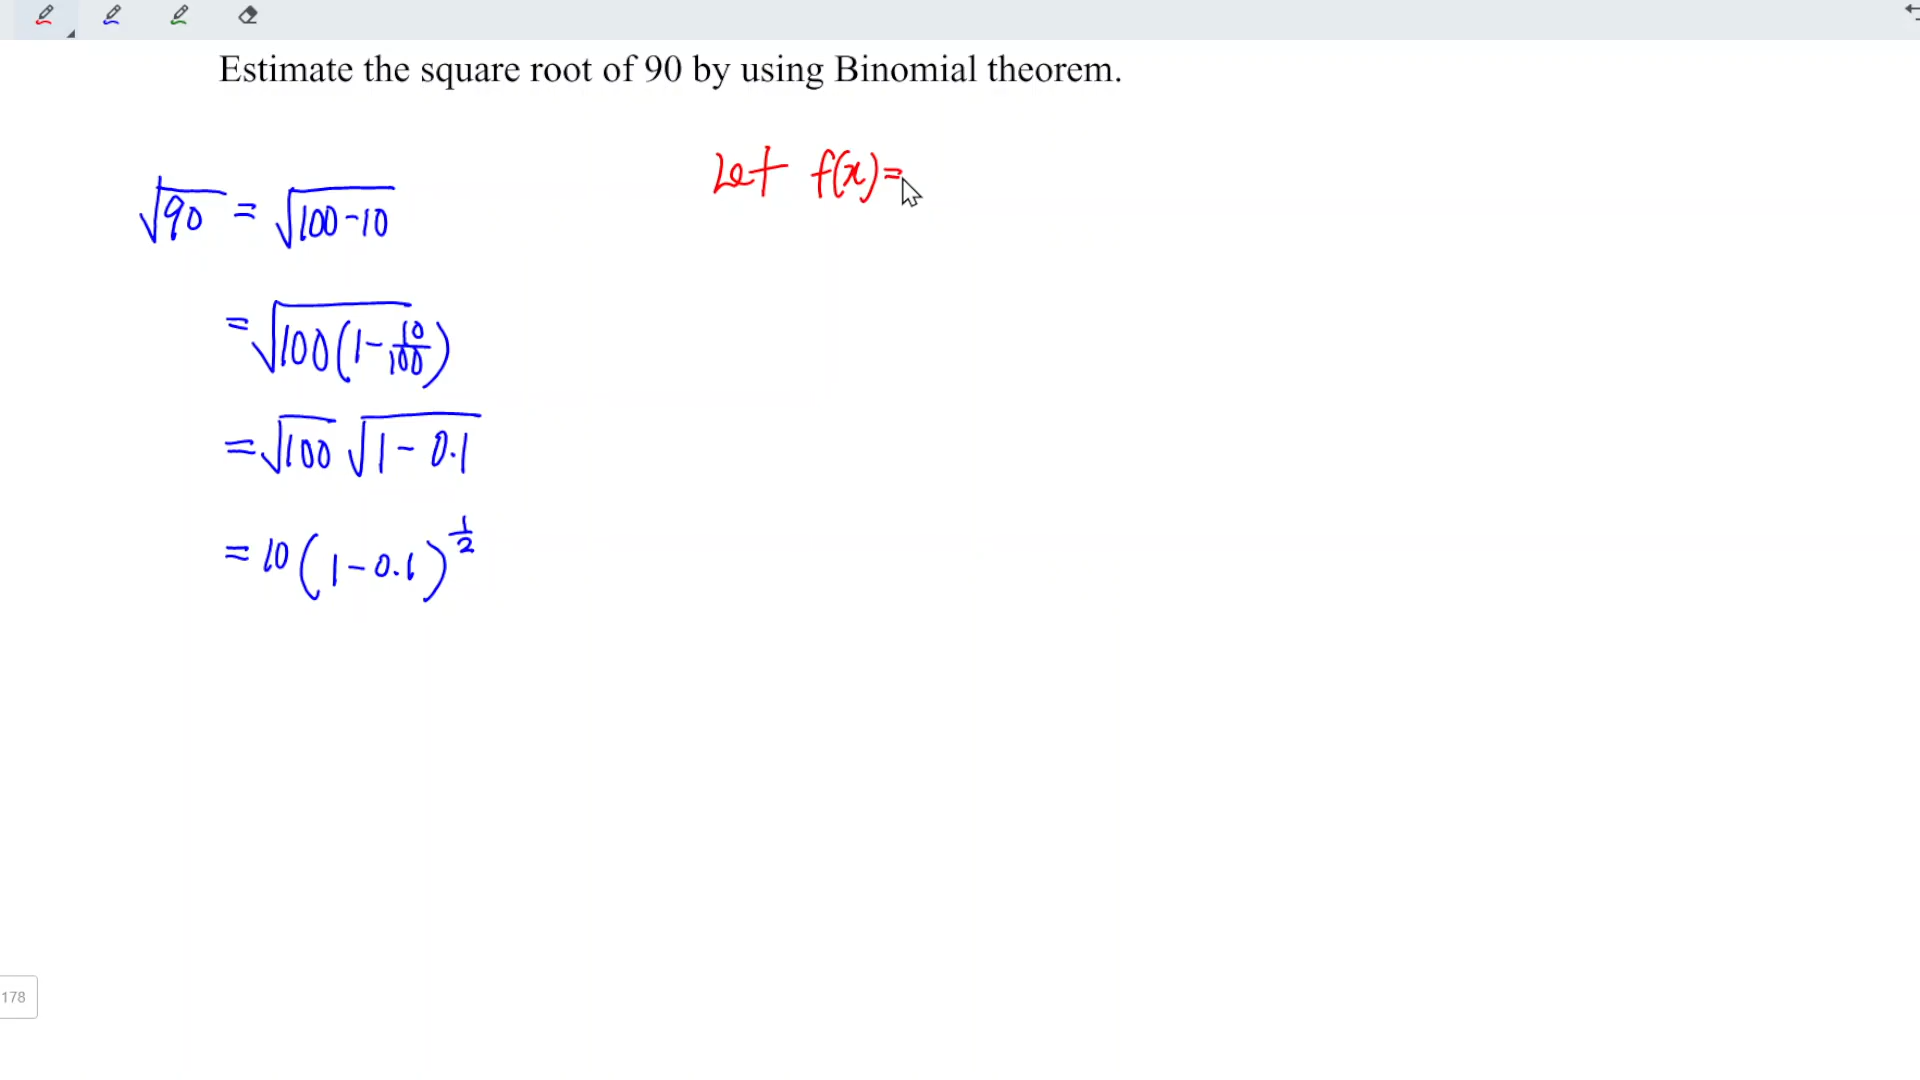 Estimate the square root of 90 by using Binomial theorem.
Let f(x)=
√90 = √100-10
= √100(1-10/100)
= √100 √1-0.1
= 10(1-0.1)^1/2
178